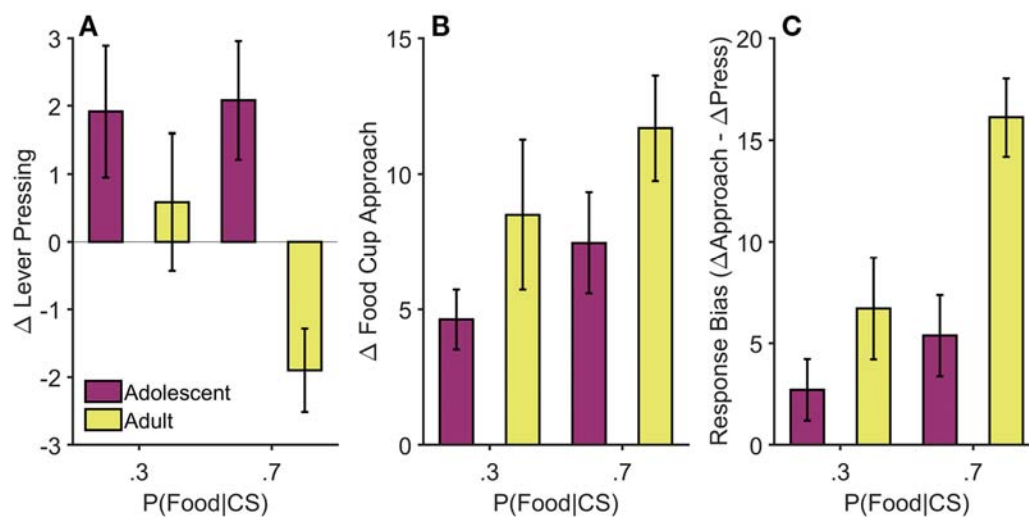 A
3
2
1
0
-1
-2
-3
Δ Lever Pressing
Adolescent
Adult
.3
.7
P(Food|CS)
B
15
10
5
0
Δ Food Cup Approach
.3
.7
P(Food|CS)
C
20
15
10
5
0
Response Bias (ΔApproach - ΔPress)
.3
.7
P(Food|CS)